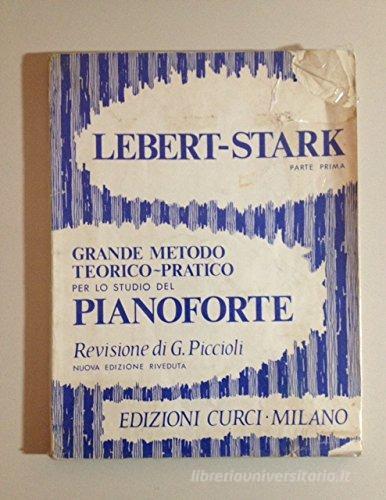 LEBERT-STARK
PARTE PRIMA
GRANDE METODO
TEORICO-PRATICO
PER LO STUDIO DEL
PIANOFORTE
Revisione di G. Piccioli
NUOVA EDIZIONE RIVEDUTA
EDIZIONI CURCI · MILANO
libreriauniversitaria.it